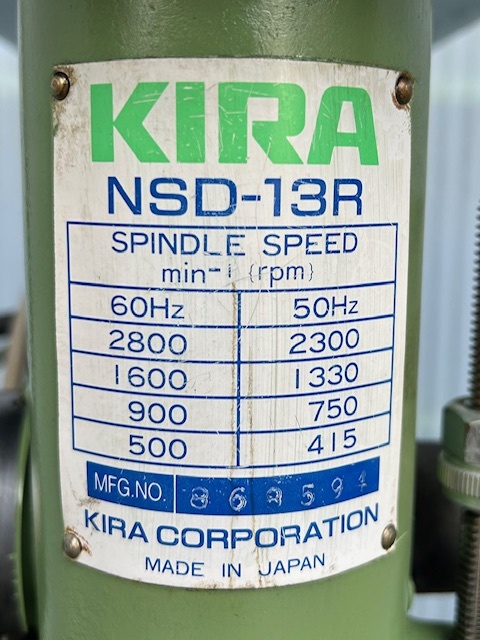 KIRA
NSD-13R
SPINDLE SPEED
min-1 (rpm)
60Hz 50Hz
2800 2300
1600 1330
900 750
500 415
MFG.NO.
KIRA CORPORATION
MADE IN JAPAN